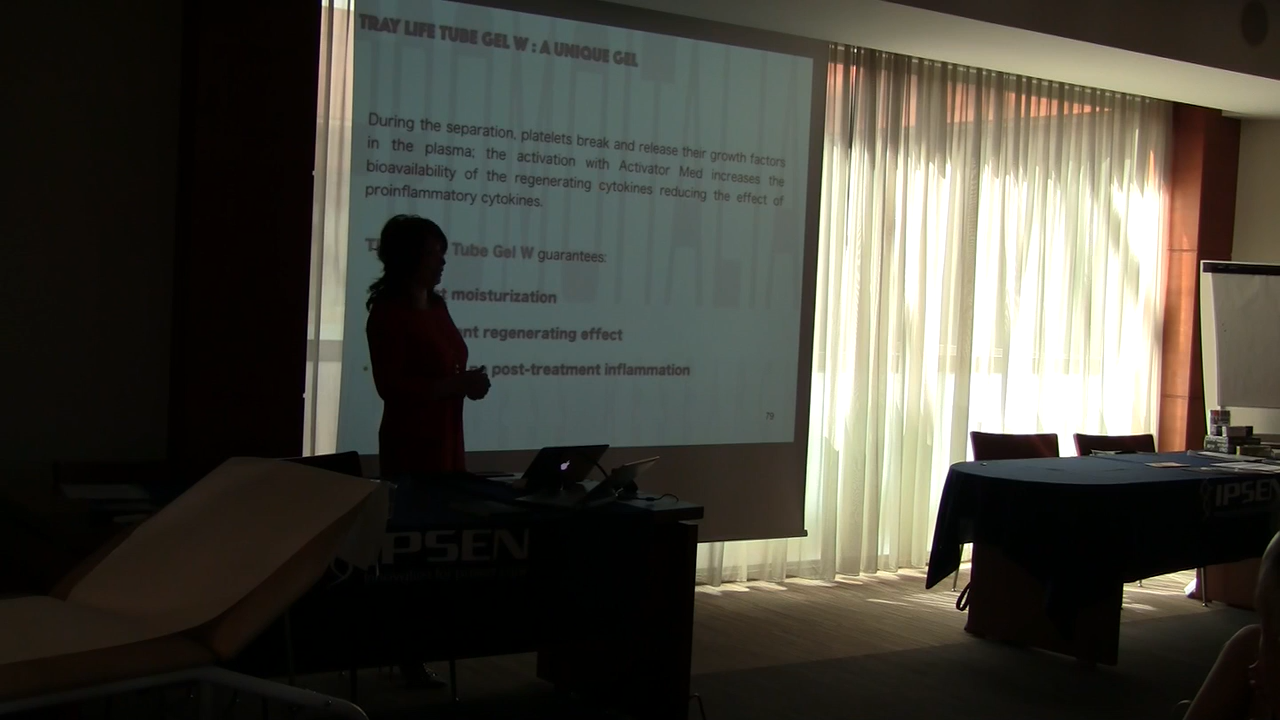 TRAY LIFE TUBE GEL W : A UNIQUE GEL
During the separation, platelets break and release their growth factors
in the plasma; the activation with Activator Med increases the
bioavailability of the regenerating cytokines reducing the effect of
proinflammatory cytokines.
Tube Gel W guarantees:
moisturization
regenerating effect
post-treatment inflammation
79
IPSEN
IPSEN